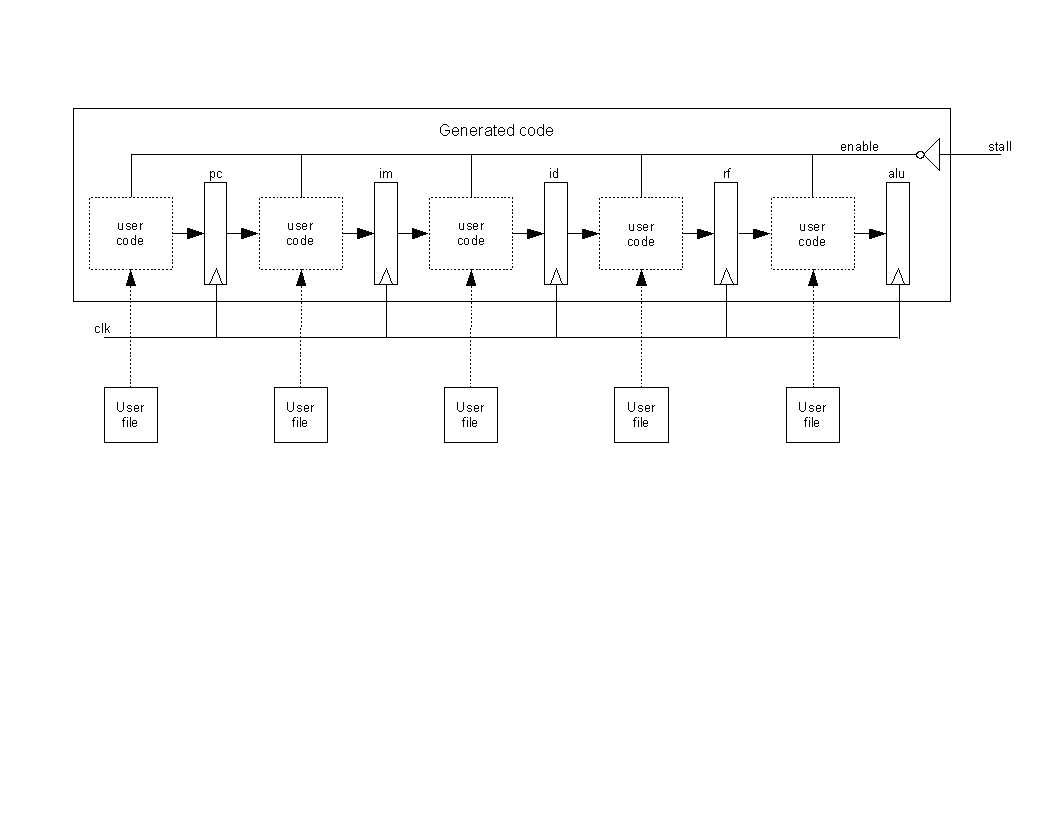 Generated code
enable
stall
pc
im
id
rf
alu
user
code
user
code
user
code
user
code
user
code
clk
User
file
User
file
User
file
User
file
User
file